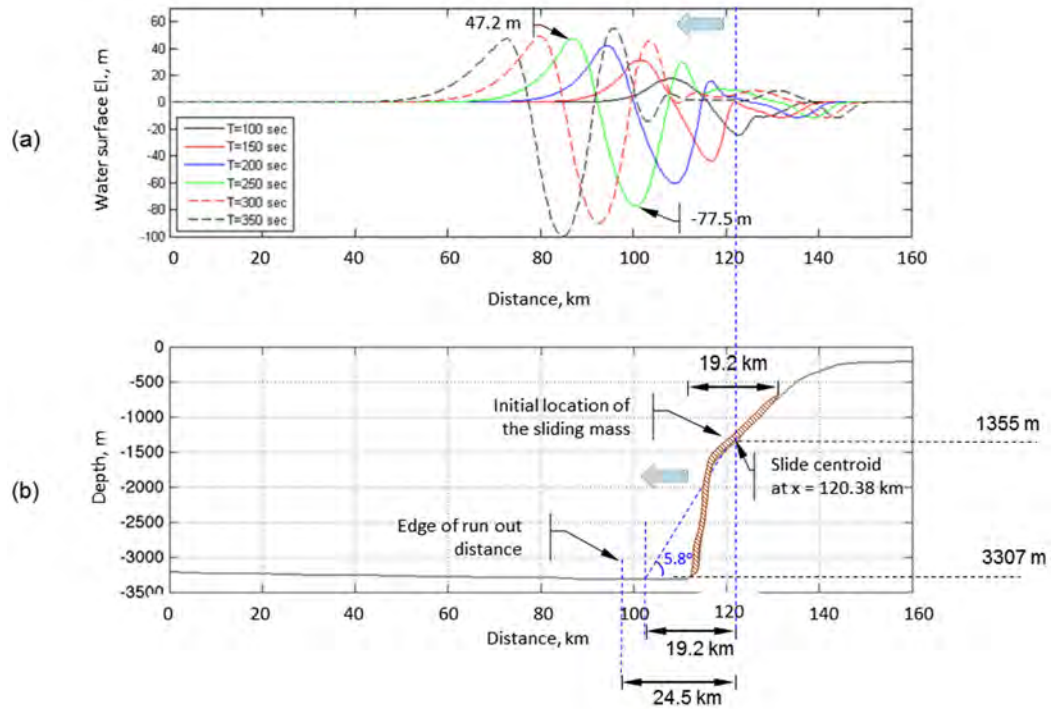 (a)
Water surface El., m
60
40
20
0
-20
-40
-60
-80
-100
47.2 m
-77.5 m
T=100 sec
T=150 sec
T=200 sec
T=250 sec
T=300 sec
T=350 sec
0 20 40 60 80 100 120 140 160
Distance, km
(b)
Depth, m
0
-500
-1000
-1500
-2000
-2500
-3000
-3500
19.2 km
Initial location of
the sliding mass
1355 m
Slide centroid
at x = 120.38 km
Edge of run out
distance
5.8°
3307 m
0 20 40 60 80 100 120 140 160
Distance, km
19.2 km
24.5 km